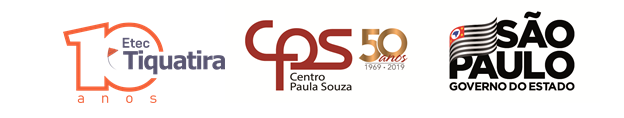 10
Etec
Tiquatira
anos
cps
50
anos
1969 • 2019
Centro
Paula Souza
SÃO
PAULO
GOVERNO DO ESTADO